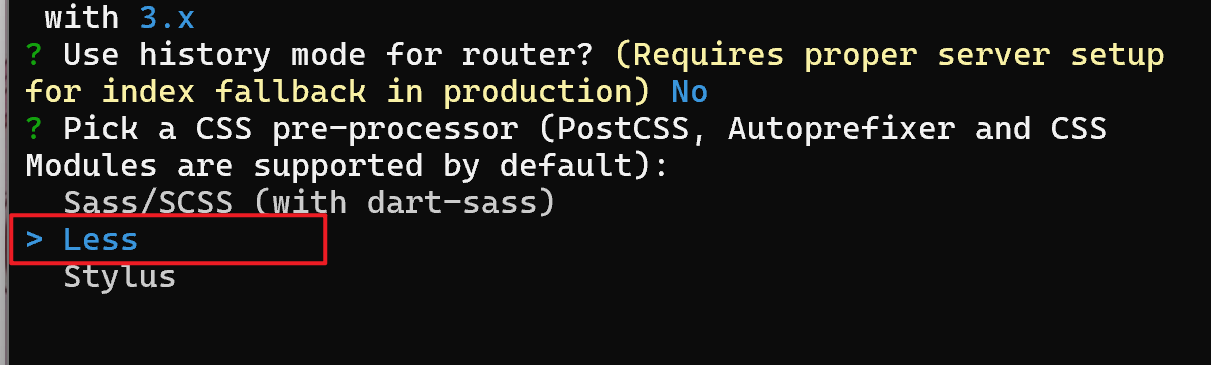 with 3.x
? Use history mode for router? (Requires proper server setup
for index fallback in production) No
? Pick a CSS pre-processor (PostCSS, Autoprefixer and CSS
Modules are supported by default):
Sass/SCSS (with dart-sass)
> Less
Stylus